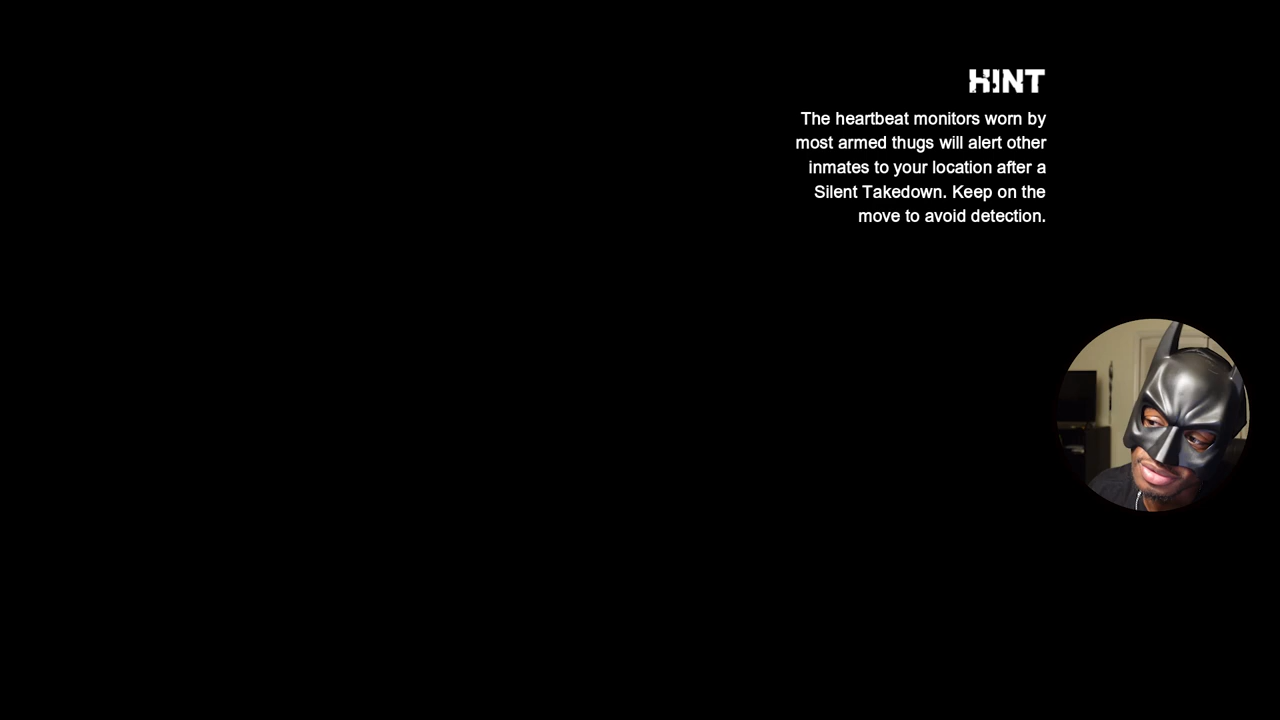 HINT
The heartbeat monitors worn by
most armed thugs will alert other
inmates to your location after a
Silent Takedown. Keep on the
move to avoid detection.